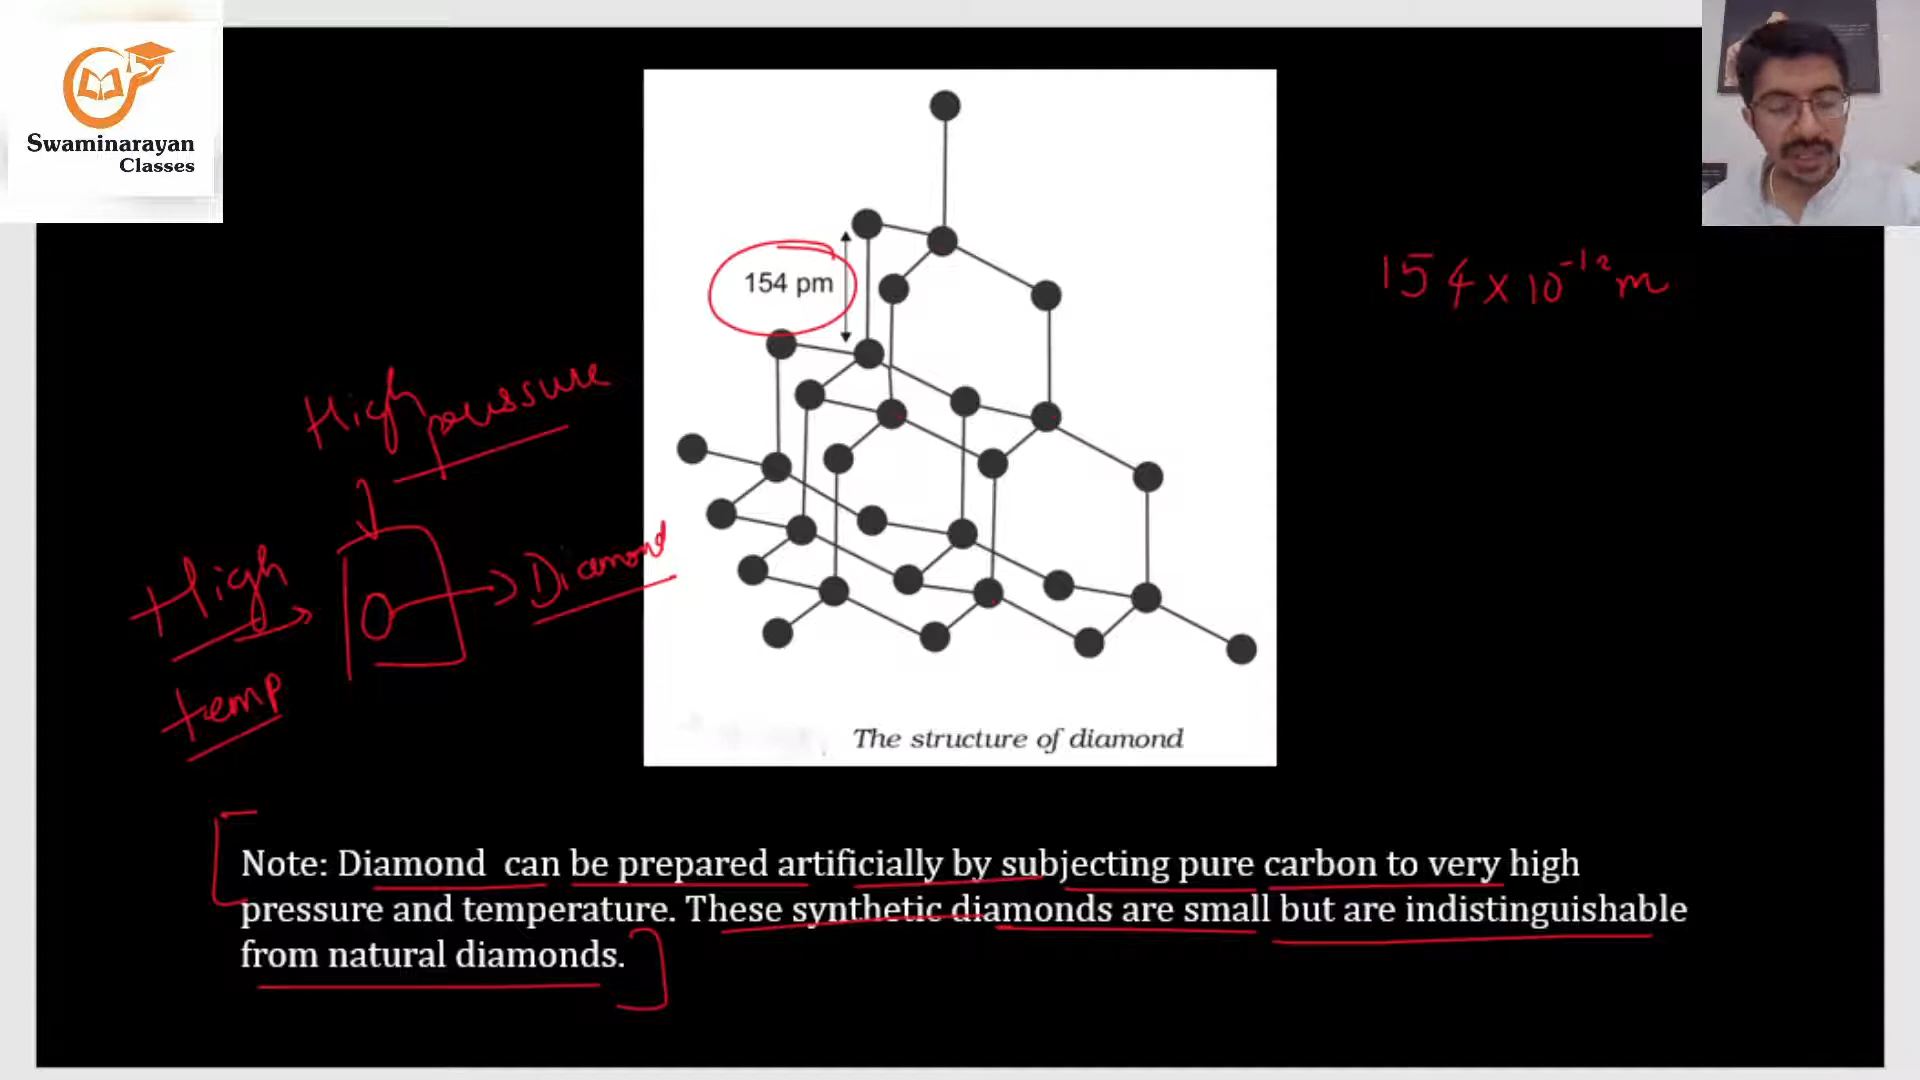 Swaminarayan
Classes
154 pm
154 x 10⁻¹² m
High pressure
High
temp
Diamond
The structure of diamond
Note: Diamond can be prepared artificially by subjecting pure carbon to very high
pressure and temperature. These synthetic diamonds are small but are indistinguishable
from natural diamonds.